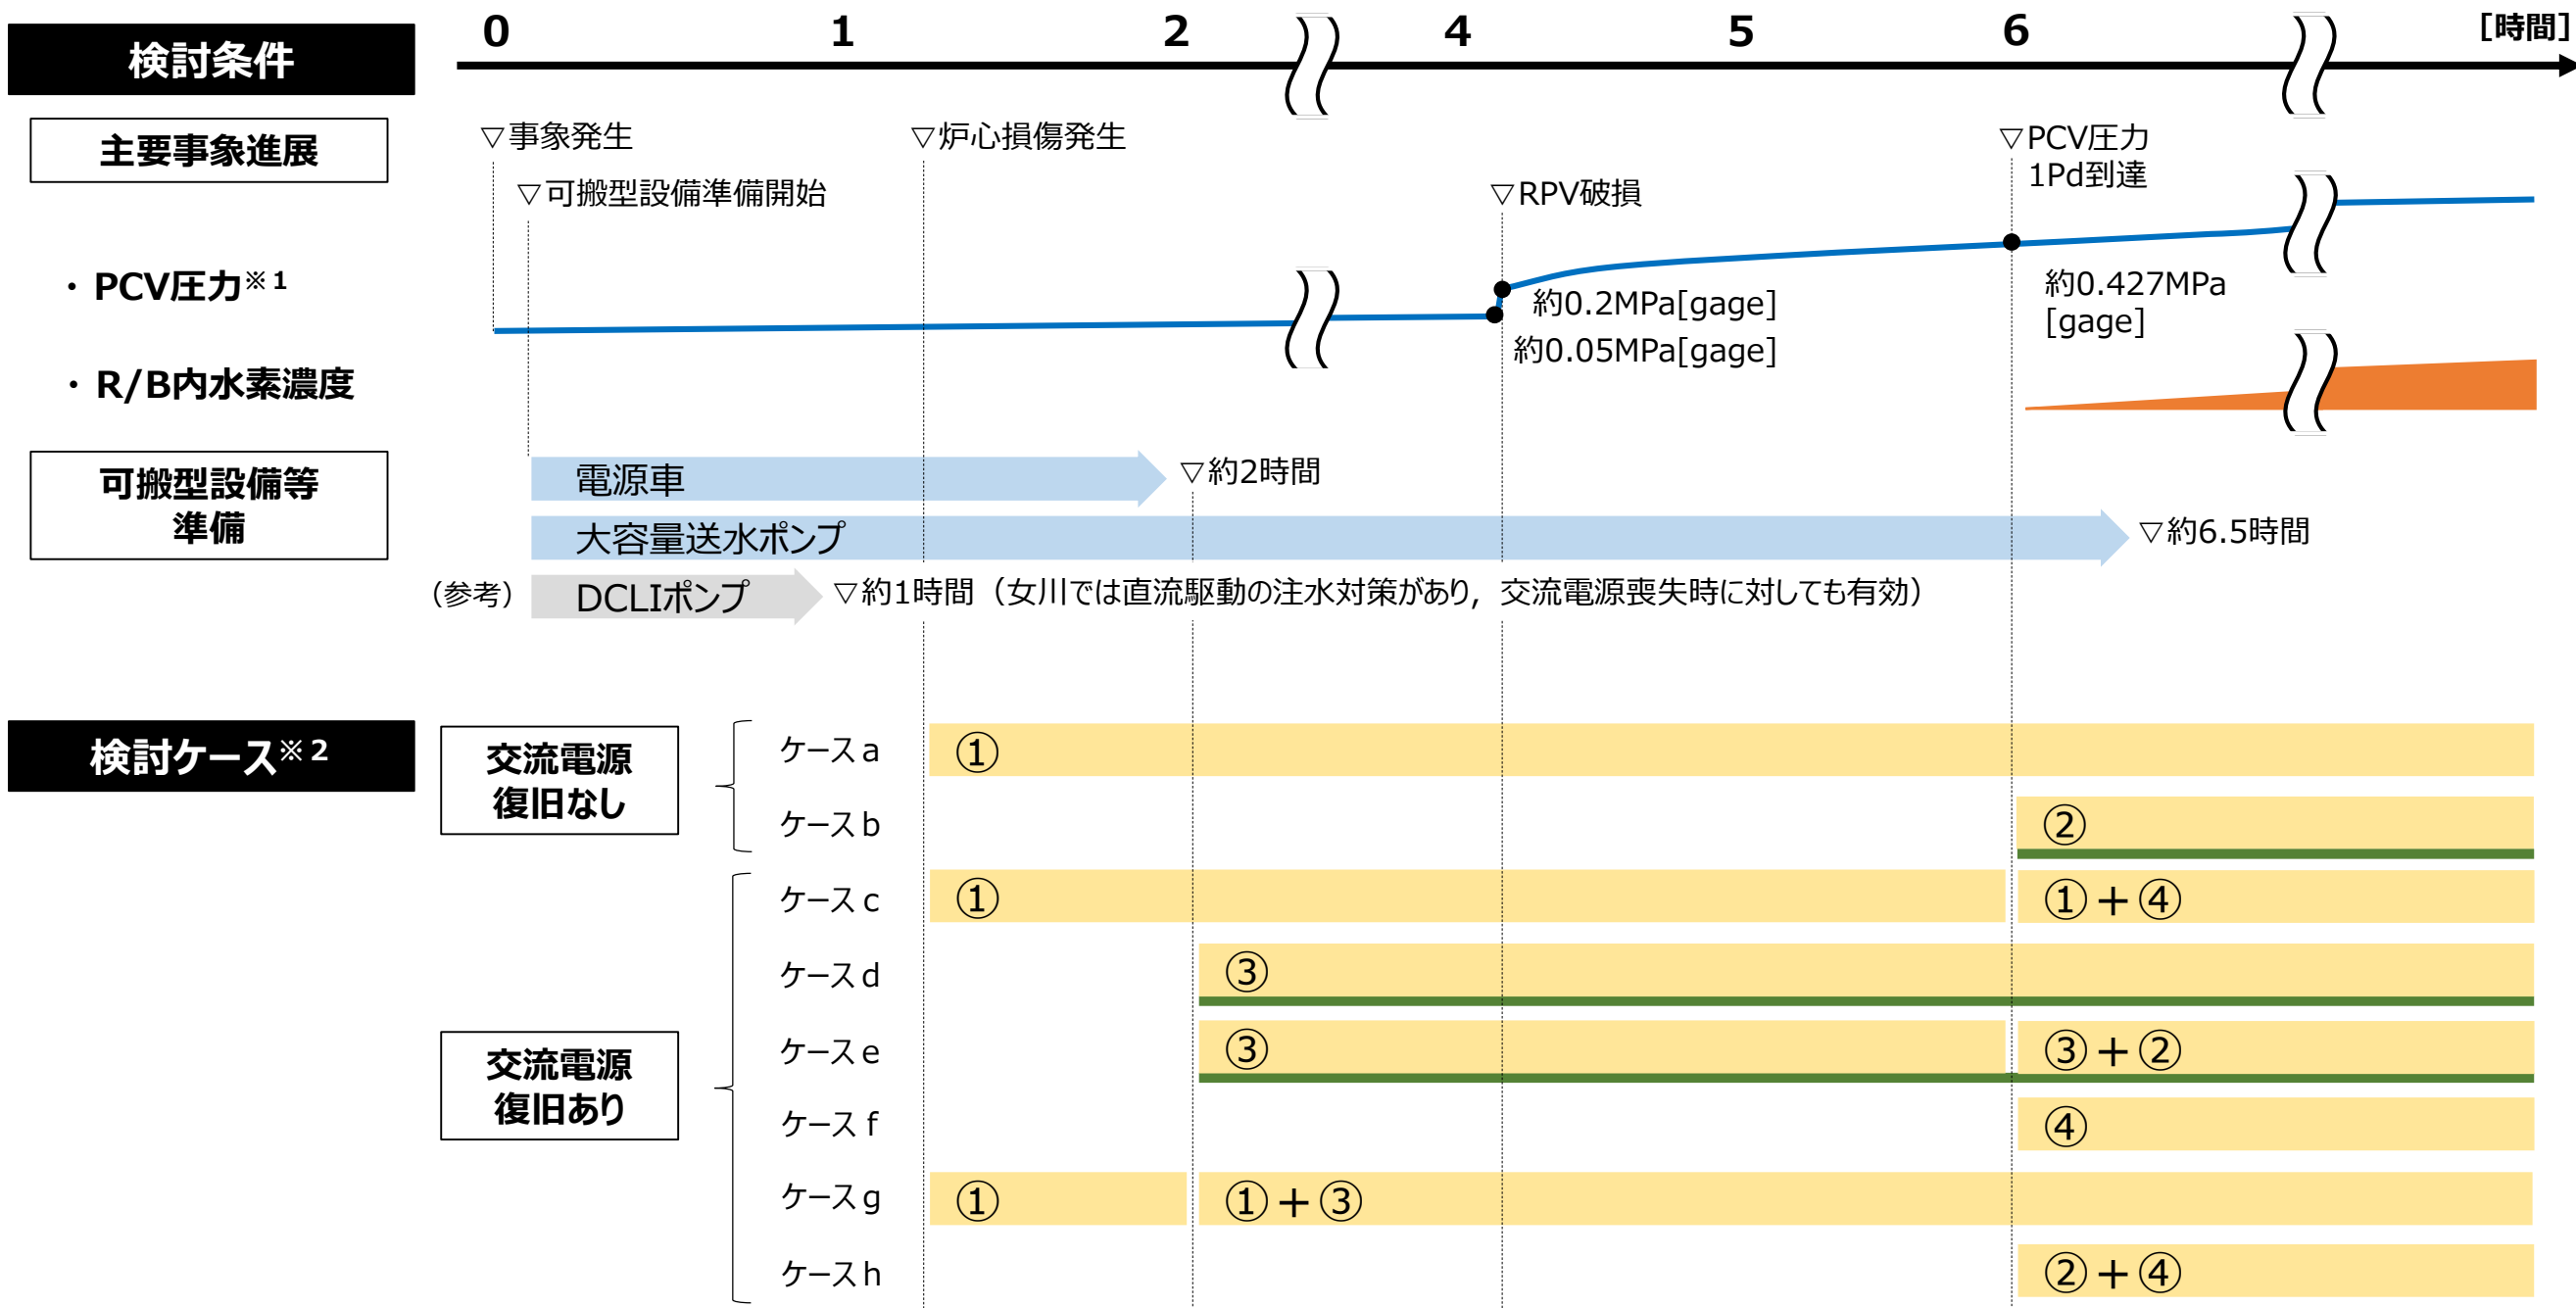 0 1 2 4 5 6 [時間]
検討条件
主要事象進展
▽事象発生
▽炉心損傷発生
▽PCV圧力
1Pd到達
▽可搬型設備準備開始
▽RPV破損
・PCV圧力※1
約0.2MPa[gage]
約0.05MPa[gage]
約0.427MPa
[gage]
・R/B内水素濃度
可搬型設備等
準備
電源車
▽約2時間
大容量送水ポンプ
▽約6.5時間
（参考）
DCLIポンプ
▽約1時間（女川では直流駆動の注水対策があり，交流電源喪失時に対しても有効）
検討ケース※2
交流電源
復旧なし
ケースa ①
ケースb ②
交流電源
復旧あり
ケースc ① ①＋④
ケースd ③
ケースe ③ ③＋②
ケースf ④
ケースg ① ①＋③
ケースh ②＋④